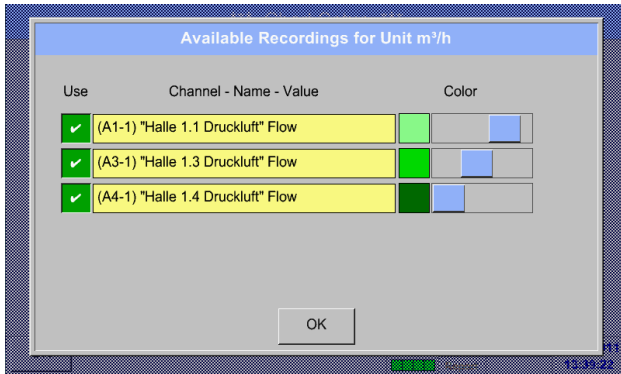 Available Recordings for Unit m³/h
Use Channel - Name - Value Color
(A1-1) "Halle 1.1 Druckluft" Flow
(A3-1) "Halle 1.3 Druckluft" Flow
(A4-1) "Halle 1.4 Druckluft" Flow
OK
13:39:22